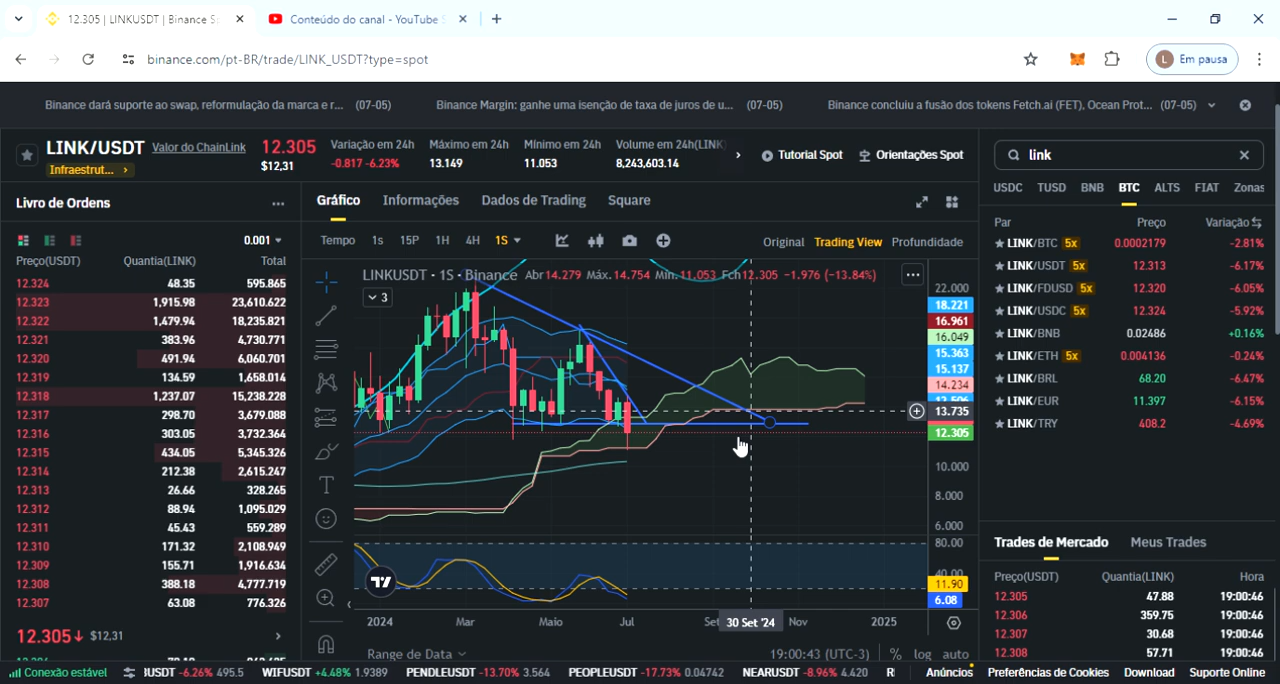 12.305 | LINKUSDT | Binance S
Conteúdo do canal - YouTube S
binance.com/pt-BR/trade/LINK_USDT?type=spot
L Em pausa
Binance dará suporte ao swap, reformulação da marca e r... (07-05)
Binance Margin: ganhe uma isenção de taxa de juros de u... (07-05)
Binance concluiu a fusão dos tokens Fetch.ai (FET), Ocean Prot... (07-05)
LINK/USDT Valor do ChainLink
Infraestrut...
12.305
$12,31
Variação em 24h
-0.817 -6.23%
Máximo em 24h
13.149
Mínimo em 24h
11.053
Volume em 24h(LINK)
8,243,603.14
Tutorial Spot
Orientações Spot
Livro de Ordens
0.001
Preço(USDT) Quantia(LINK) Total
12.324 48.35 595.865
12.323 1,915.98 23,610.622
12.322 1,479.94 18,235.821
12.321 383.96 4,730.771
12.320 491.94 6,060.701
12.319 134.59 1,658.014
12.318 1,237.07 15,238.228
12.317 298.70 3,679.088
12.316 303.05 3,732.364
12.315 434.05 5,345.326
12.314 212.38 2,615.247
12.313 26.66 328.265
12.312 88.94 1,095.029
12.311 45.43 559.289
12.310 171.32 2,108.949
12.309 155.71 1,916.634
12.308 388.18 4,777.719
12.307 63.08 776.326
12.305↓ $12,31
Gráfico Informações Dados de Trading Square
Tempo 1s 15P 1H 4H 1S
Original Trading View Profundidade
LINKUSDT · 1S · Binance Abr14.279 Máx.14.754 Mín.11.053 Fch12.305 -1.976 (-13.84%)
3
22.000
18.221
16.961
16.049
15.363
15.137
14.234
13.735
12.305
10.000
8.000
6.000
80.00
40.00
11.90
6.08
2024 Mar Maio Jul Set 30 Set '24 Nov 2025
Range de Data
19:00:43 (UTC-3) % log auto
link
USDC TUSD BNB BTC ALTS FIAT Zonas
Par Preço Variação
LINK/BTC 5x 0.0002179 -2.81%
LINK/USDT 5x 12.313 -6.17%
LINK/FDUSD 5x 12.320 -6.05%
LINK/USDC 5x 12.324 -5.92%
LINK/BNB 0.02486 +0.16%
LINK/ETH 5x 0.004136 -0.24%
LINK/BRL 68.20 -6.47%
LINK/EUR 11.397 -6.15%
LINK/TRY 408.2 -4.69%
Trades de Mercado Meus Trades
Preço(USDT) Quantia(LINK) Hora
12.305 47.88 19:00:46
12.306 359.75 19:00:46
12.307 30.68 19:00:46
12.308 57.71 19:00:46
Conexão estável
USDT -6.26% 495.5 WIFUSDT +4.48% 1.9389 PENDLEUSDT -13.70% 3.564 PEOPLEUSDT -17.73% 0.04742 NEARUSDT -8.96% 4.420
Anúncios Preferências de Cookies Download Suporte Online